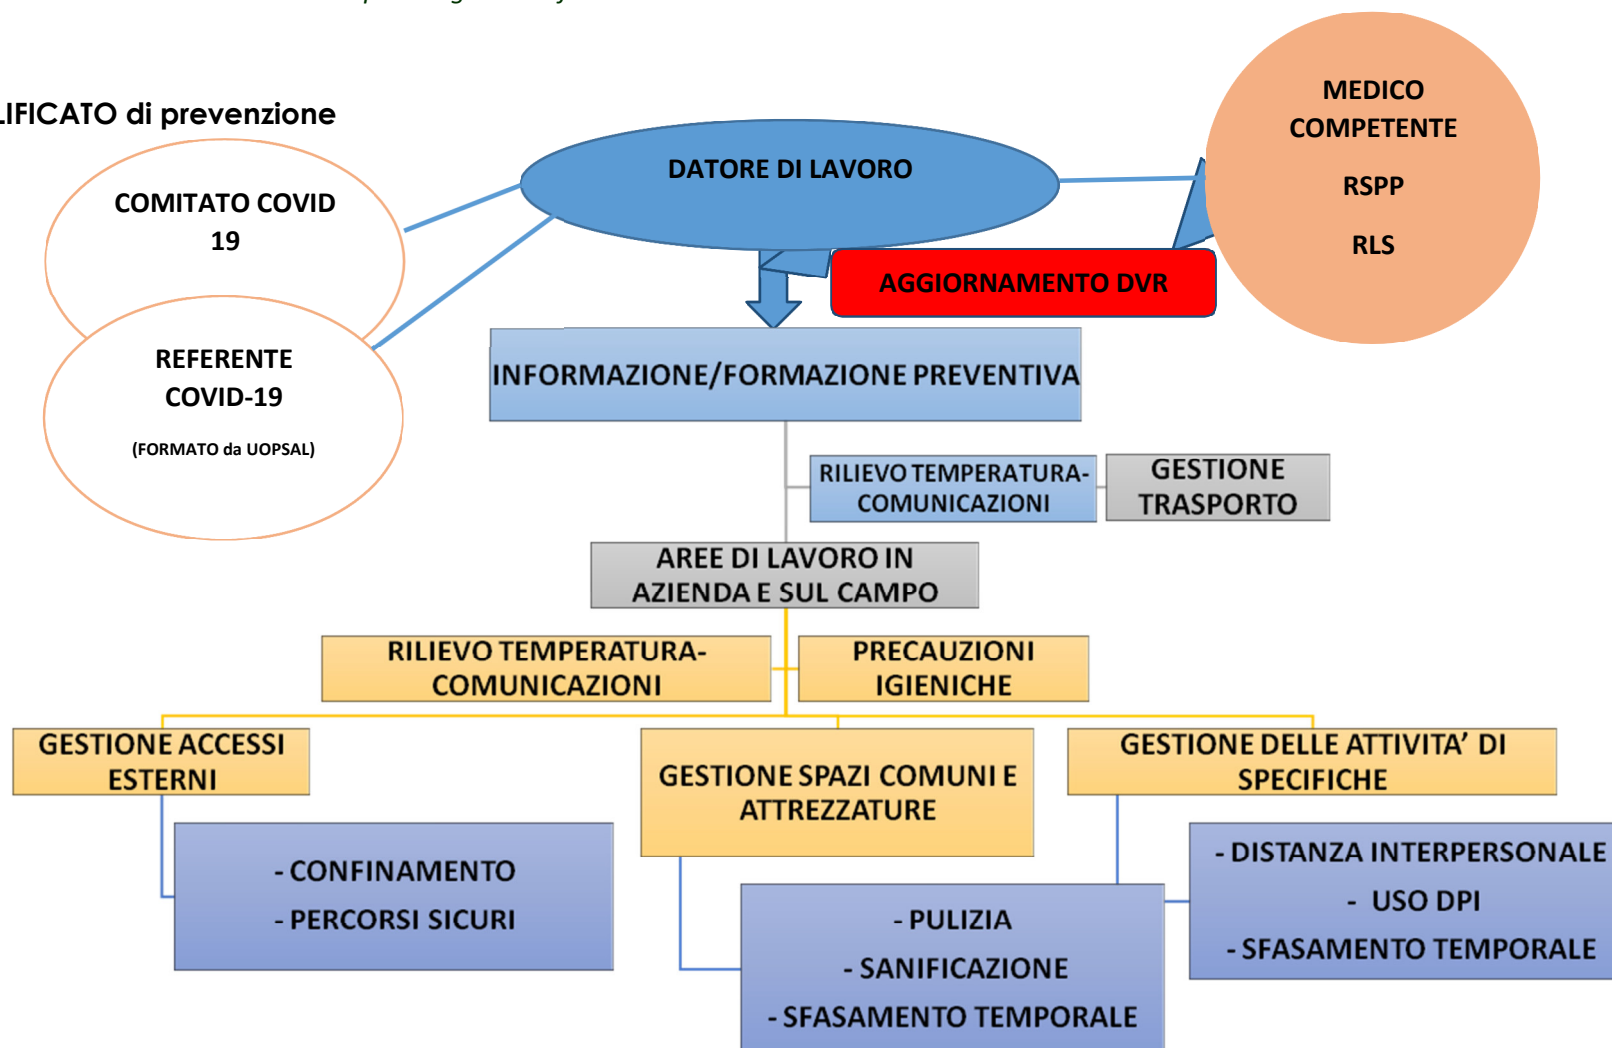 LIFICATO di prevenzione
MEDICO
COMPETENTE
RSPP
RLS
DATORE DI LAVORO
COMITATO COVID
19
AGGIORNAMENTO DVR
REFERENTE
COVID-19
(FORMATO da UOPSAL)
INFORMAZIONE/FORMAZIONE PREVENTIVA
RILIEVO TEMPERATURA-
COMUNICAZIONI
GESTIONE
TRASPORTO
AREE DI LAVORO IN
AZIENDA E SUL CAMPO
RILIEVO TEMPERATURA-
COMUNICAZIONI
PRECAUZIONI
IGIENICHE
GESTIONE ACCESSI
ESTERNI
GESTIONE SPAZI COMUNI E
ATTREZZATURE
GESTIONE DELLE ATTIVITA' DI
SPECIFICHE
- CONFINAMENTO
- PERCORSI SICURI
- PULIZIA
- SANIFICAZIONE
- SFASAMENTO TEMPORALE
- DISTANZA INTERPERSONALE
- USO DPI
- SFASAMENTO TEMPORALE